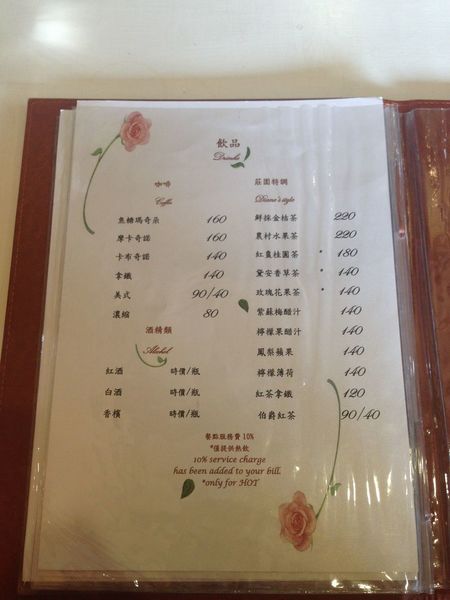 飲品
Drinks
咖啡
Coffe
焦糖瑪奇朵 160
摩卡奇諾 160
卡布奇諾 140
拿鐵 140
美式 90/40
濃縮 80
酒精類
Alcohol
紅酒 時價/瓶
白酒 時價/瓶
香檳 時價/瓶
莊園特調
Diane's style
鮮採金桔茶 220
農村水果茶 220
紅棗桂圓茶 * 180
黛安香草茶 * 140
玫瑰花果茶 * 140
紫蘇梅醋汁 140
檸檬果醋汁 140
鳳梨蘋果 140
檸檬薄荷 140
紅茶拿鐵 120
伯爵紅茶 90/40
餐點服務費 10%
*僅提供熱飲
10% service charge
has been added to your bill.
*only for HOT